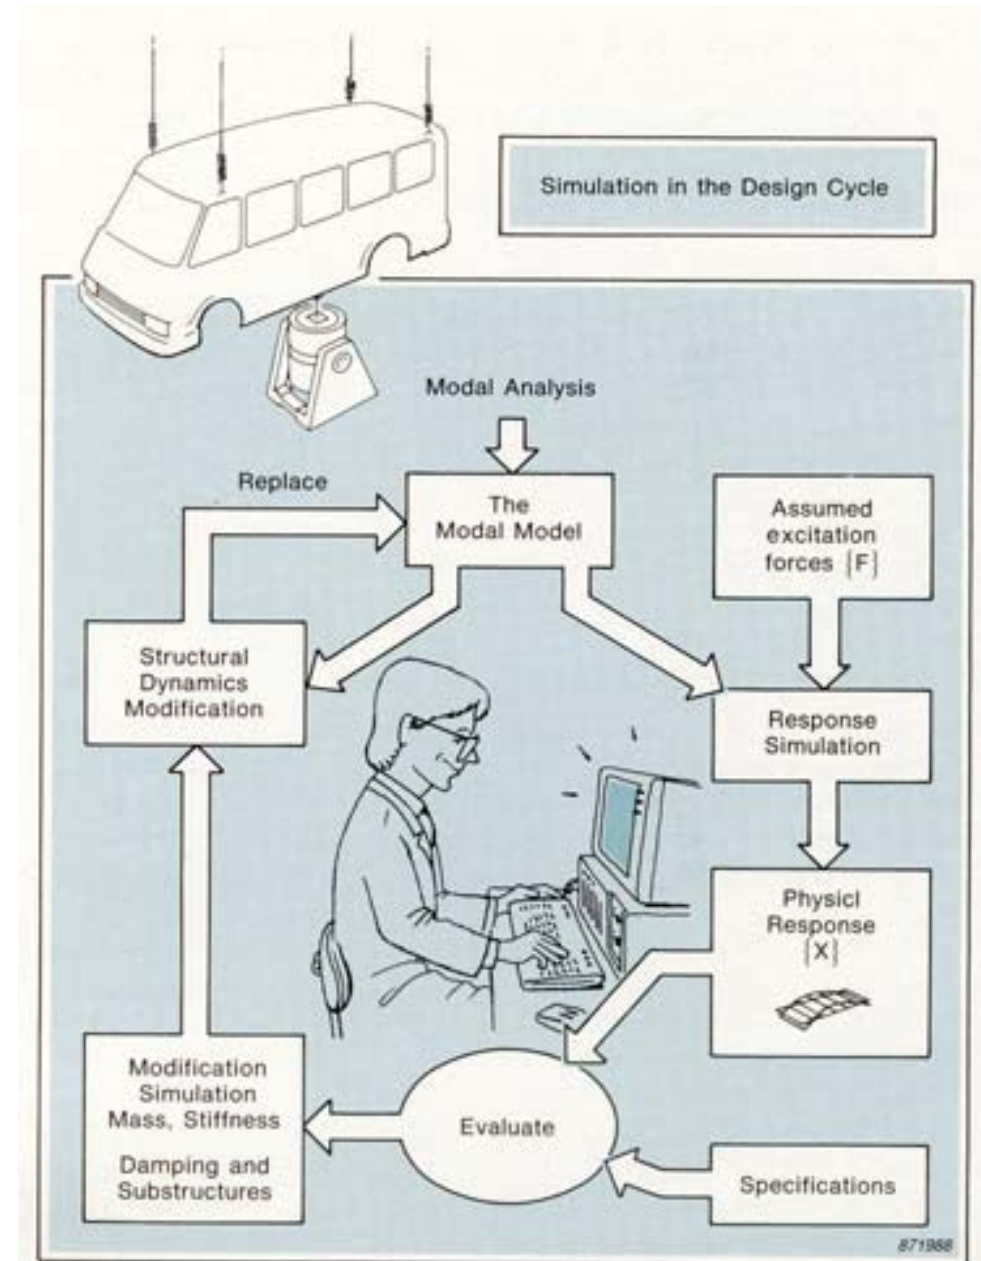 Simulation in the Design Cycle
Modal Analysis
Replace
The
Modal Model
Assumed
excitation
forces {F}
Structural
Dynamics
Modification
Response
Simulation
Physicl
Response
{X}
Modification
Simulation
Mass, Stiffness
Damping and
Substructures
Evaluate
Specifications
871988